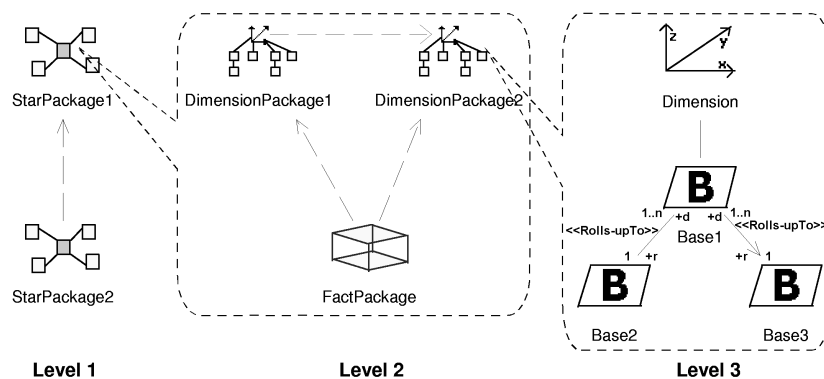 z
y
x
StarPackage1
DimensionPackage1
DimensionPackage2
Dimension
B
1..n
+d
+d
1..n
<<Rolls-upTo>>
<<Rolls-upTo>>
Base1
1
+r
+r
1
B
B
StarPackage2
FactPackage
Base2
Base3
Level 1
Level 2
Level 3